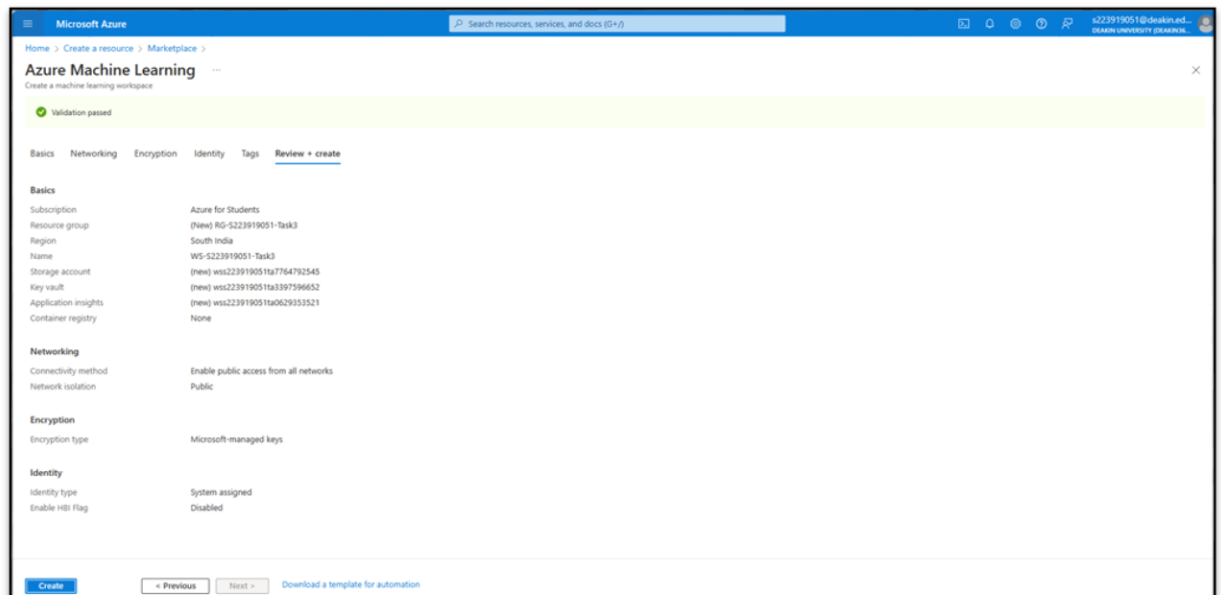 Microsoft Azure
Search resources, services, and docs (G+/)
s223919051@deakin.ed...
DEAKIN UNIVERSITY (DEAKIN36...
Home > Create a resource > Marketplace >
Azure Machine Learning ...
Create a machine learning workspace
Validation passed
Basics Networking Encryption Identity Tags Review + create
Basics
Subscription Azure for Students
Resource group (New) RG-S223919051-Task3
Region South India
Name WS-S223919051-Task3
Storage account (new) wss223919051ta7764792545
Key vault (new) wss223919051ta3397596652
Application insights (new) wss223919051ta0629353521
Container registry None
Networking
Connectivity method Enable public access from all networks
Network isolation Public
Encryption
Encryption type Microsoft-managed keys
Identity
Identity type System assigned
Enable HBI Flag Disabled
Create < Previous Next > Download a template for automation